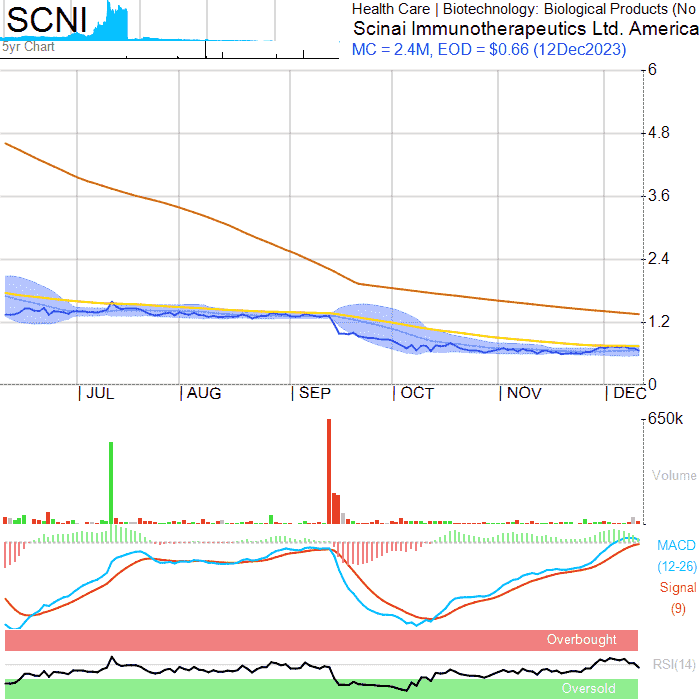 SCNI
5yr Chart
Health Care | Biotechnology: Biological Products (No
Scinai Immunotherapeutics Ltd. America
MC = 2.4M, EOD = $0.66 (12Dec2023)
6
4.8
3.6
2.4
1.2
0
JUL
AUG
SEP
OCT
NOV
DEC
650k
Volume
MACD
(12-26)
Signal
(9)
Overbought
RSI(14)
Oversold